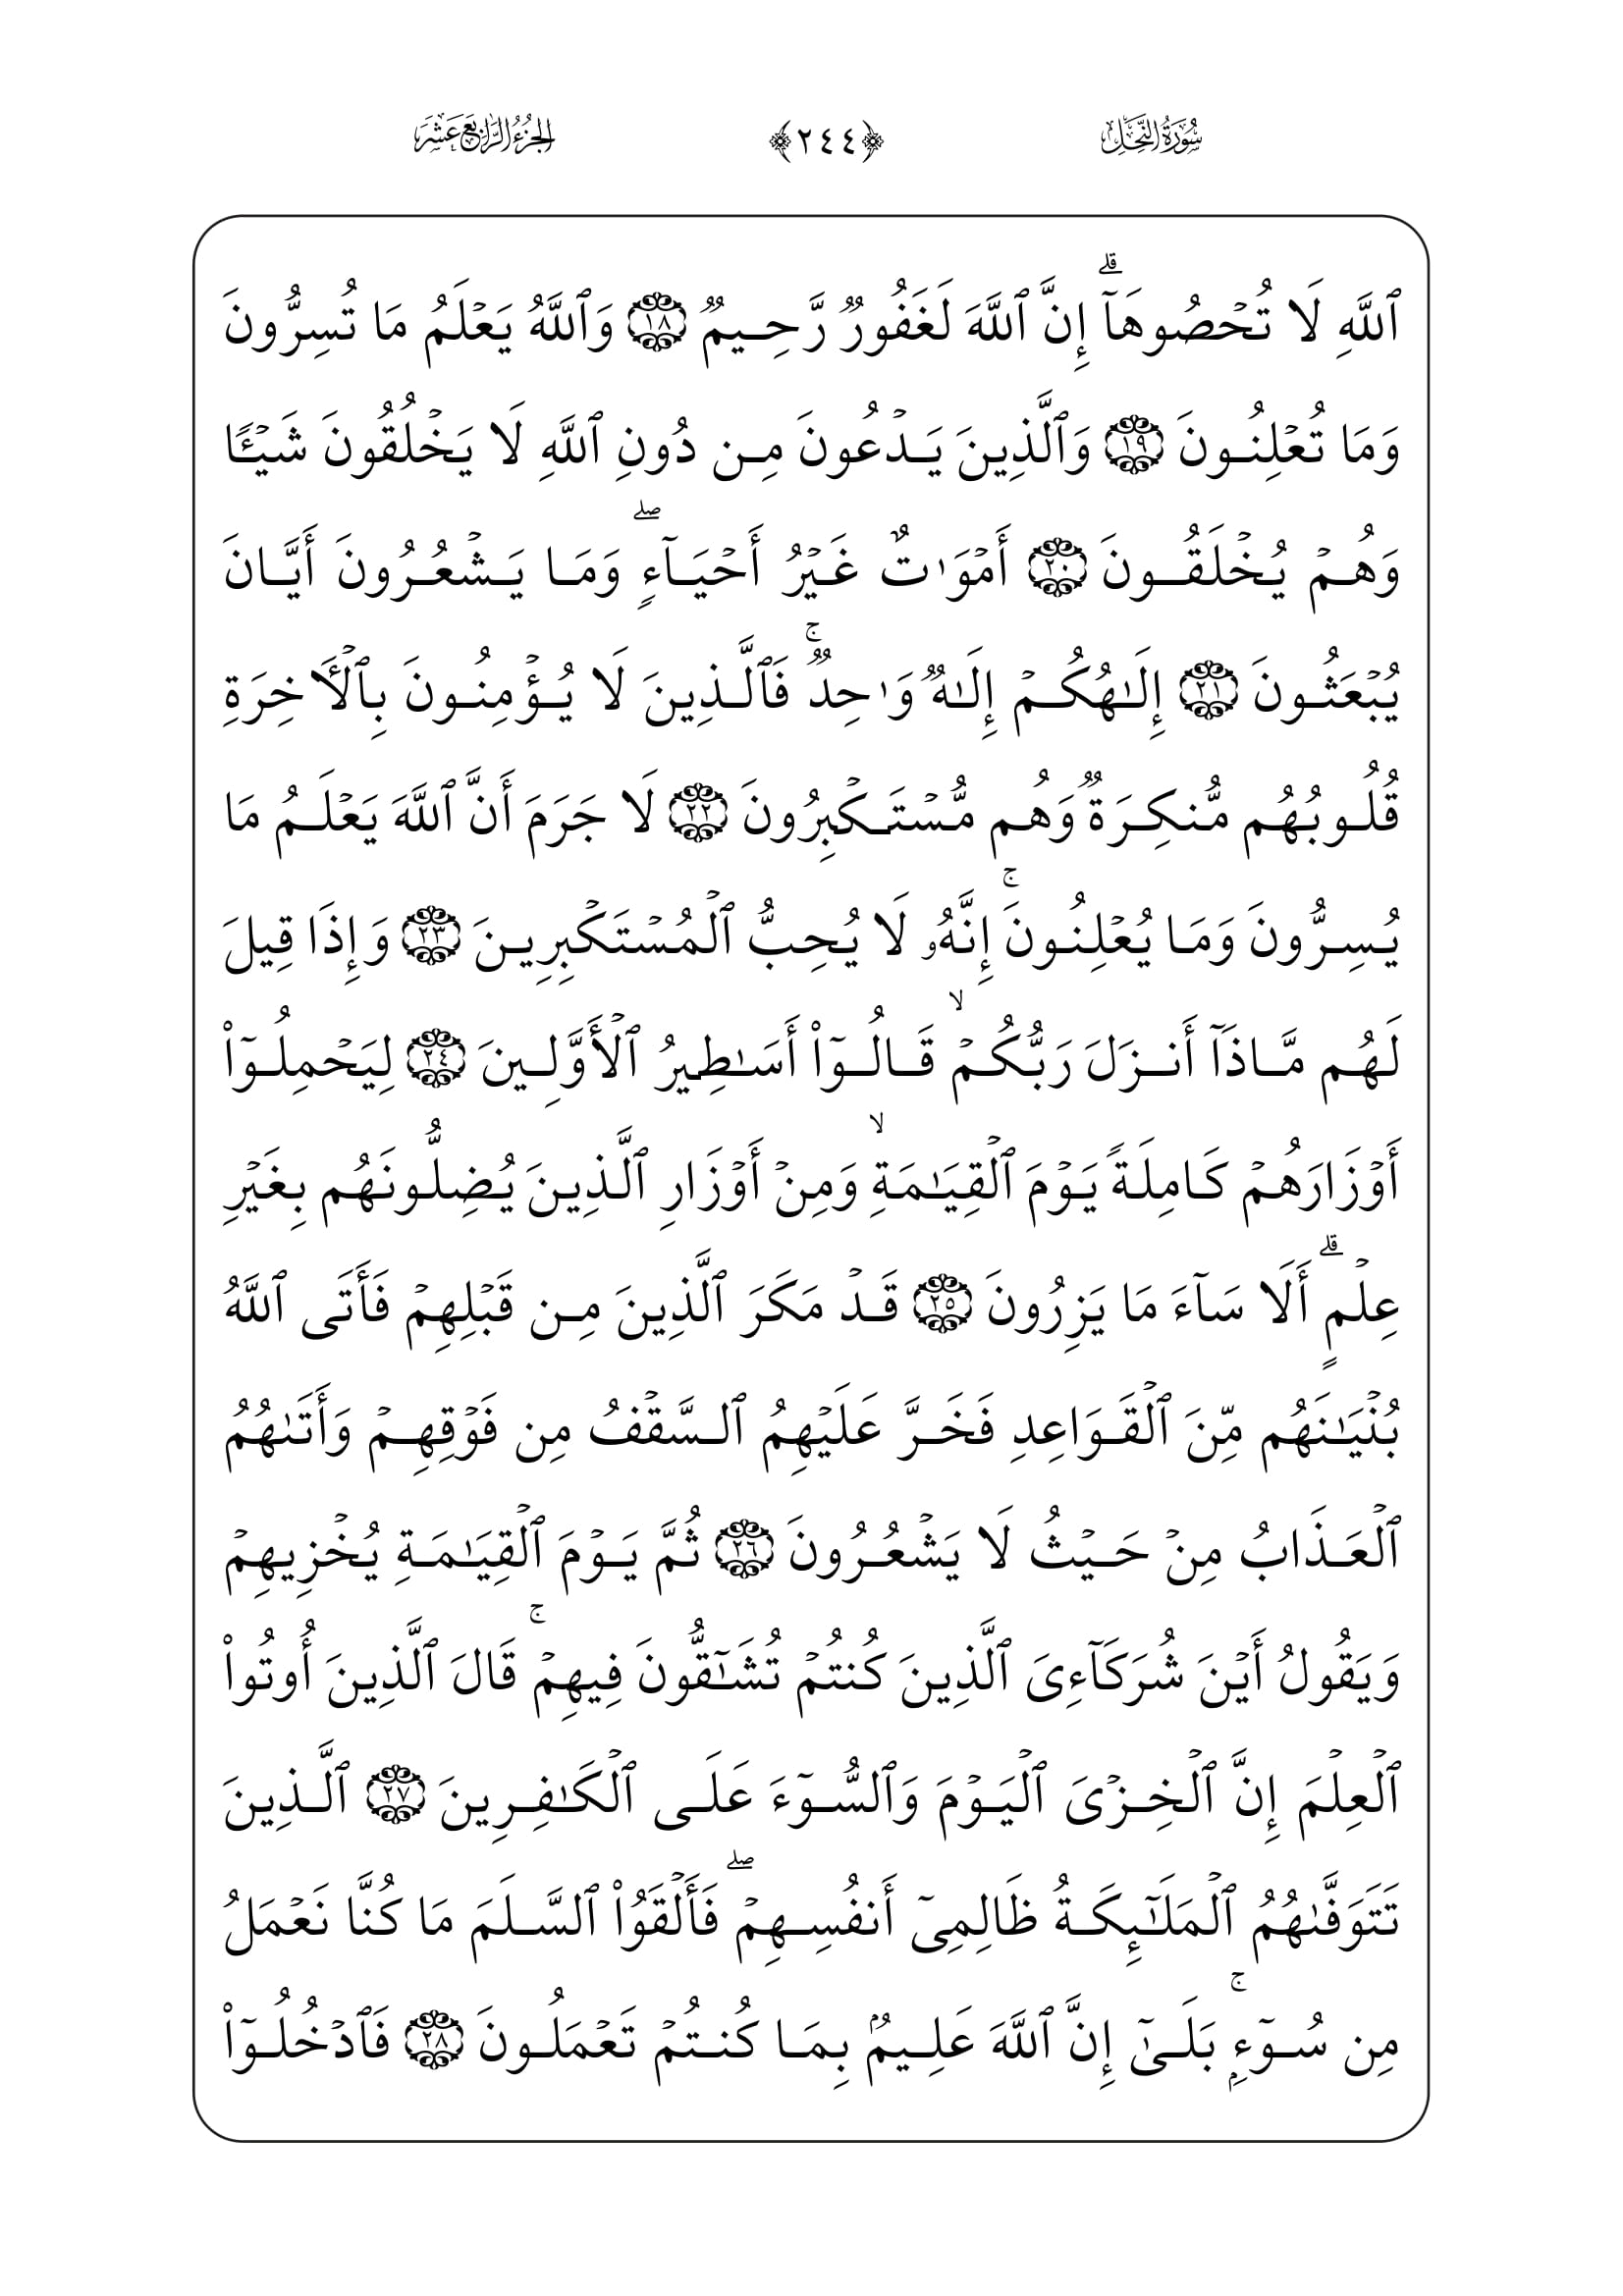 سُورَةُ النَّحۡلِ ﴿٢٤٤﴾ الجُزۡءُ الرَّابِعَ عَشَرَ
ٱللَّهِ لَا تُحۡصُوهَآۗ إِنَّ ٱللَّهَ لَغَفُورٞ رَّحِيمٞ ١٨ وَٱللَّهُ يَعۡلَمُ مَا تُسِرُّونَ
وَمَا تُعۡلِنُونَ ١٩ وَٱلَّذِينَ يَدۡعُونَ مِن دُونِ ٱللَّهِ لَا يَخۡلُقُونَ شَيۡـٔٗا
وَهُمۡ يُخۡلَقُونَ ٢٠ أَمۡوَٰتٌ غَيۡرُ أَحۡيَآءٖۖ وَمَا يَشۡعُرُونَ أَيَّانَ
يُبۡعَثُونَ ٢١ إِلَٰهُكُمۡ إِلَٰهٞ وَٰحِدٞۚ فَٱلَّذِينَ لَا يُؤۡمِنُونَ بِٱلۡأٓخِرَةِ
قُلُوبُهُم مُّنكِرَةٞ وَهُم مُّسۡتَكۡبِرُونَ ٢٢ لَا جَرَمَ أَنَّ ٱللَّهَ يَعۡلَمُ مَا
يُسِرُّونَ وَمَا يُعۡلِنُونَۚ إِنَّهُۥ لَا يُحِبُّ ٱلۡمُسۡتَكۡبِرِينَ ٢٣ وَإِذَا قِيلَ
لَهُم مَّاذَآ أَنزَلَ رَبُّكُمۡۙ قَالُوٓاْ أَسَٰطِيرُ ٱلۡأَوَّلِينَ ٢٤ لِيَحۡمِلُوٓاْ
أَوۡزَارَهُمۡ كَامِلَةٗ يَوۡمَ ٱلۡقِيَٰمَةِۙ وَمِنۡ أَوۡزَارِ ٱلَّذِينَ يُضِلُّونَهُم بِغَيۡرِ
عِلۡمٍۗ أَلَا سَآءَ مَا يَزِرُونَ ٢٥ قَدۡ مَكَرَ ٱلَّذِينَ مِن قَبۡلِهِمۡ فَأَتَى ٱللَّهُ
بُنۡيَٰنَهُم مِّنَ ٱلۡقَوَاعِدِ فَخَرَّ عَلَيۡهِمُ ٱلسَّقۡفُ مِن فَوۡقِهِمۡ وَأَتَىٰهُمُ
ٱلۡعَذَابُ مِنۡ حَيۡثُ لَا يَشۡعُرُونَ ٢٦ ثُمَّ يَوۡمَ ٱلۡقِيَٰمَةِ يُخۡزِيهِمۡ
وَيَقُولُ أَيۡنَ شُرَكَآءِيَ ٱلَّذِينَ كُنتُمۡ تُشَٰٓقُّونَ فِيهِمۡۚ قَالَ ٱلَّذِينَ أُوتُواْ
ٱلۡعِلۡمَ إِنَّ ٱلۡخِزۡيَ ٱلۡيَوۡمَ وَٱلسُّوٓءَ عَلَى ٱلۡكَٰفِرِينَ ٢٧ ٱلَّذِينَ
تَتَوَفَّىٰهُمُ ٱلۡمَلَٰٓئِكَةُ ظَالِمِيٓ أَنفُسِهِمۡۖ فَأَلۡقَوُاْ ٱلسَّلَمَ مَا كُنَّا نَعۡمَلُ
مِن سُوٓءِۭۚ بَلَىٰٓ إِنَّ ٱللَّهَ عَلِيمُۢ بِمَا كُنتُمۡ تَعۡمَلُونَ ٢٨ فَٱدۡخُلُوٓاْ